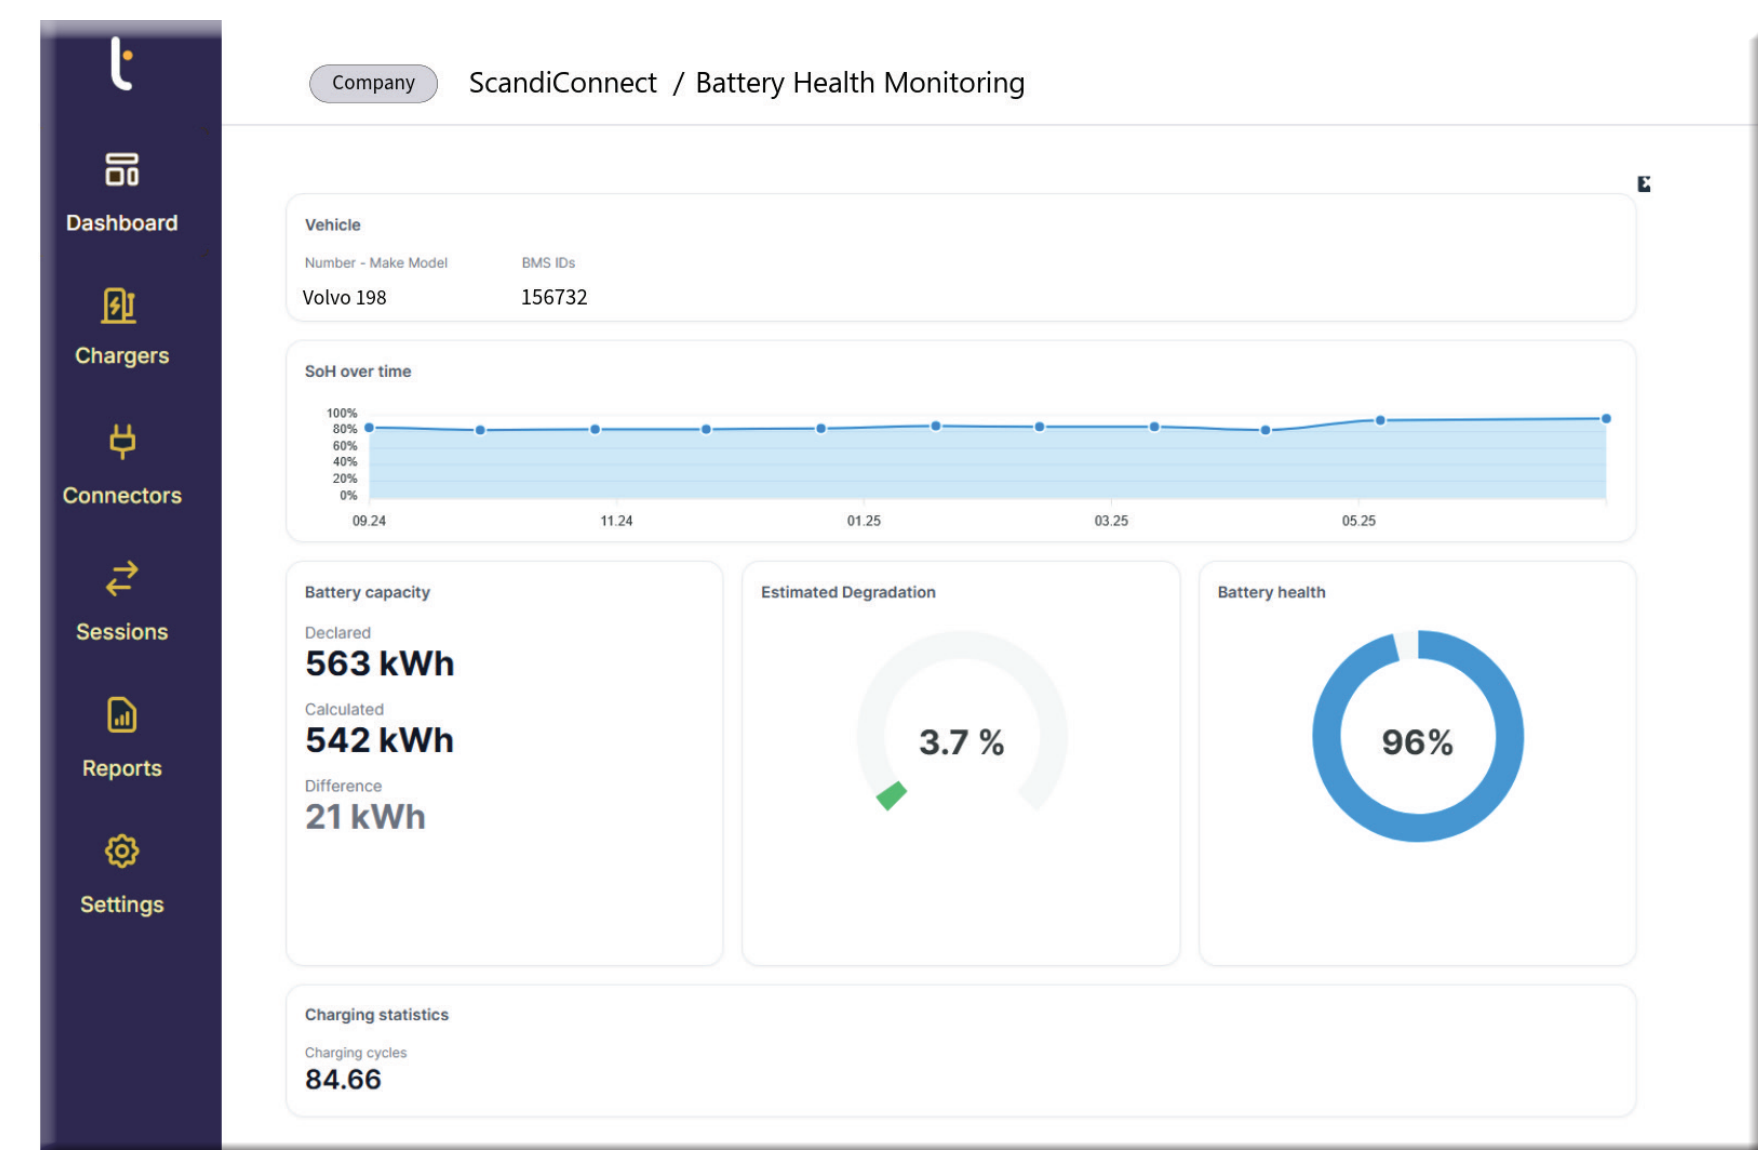 Company ScandiConnect / Battery Health Monitoring
Dashboard
Chargers
Connectors
Sessions
Reports
Settings
Vehicle
Number - Make Model BMS IDs
Volvo 198 156732
SoH over time
100%
80%
60%
40%
20%
0%
09.24 11.24 01.25 03.25 05.25
Battery capacity
Declared
563 kWh
Calculated
542 kWh
Difference
21 kWh
Estimated Degradation
3.7 %
Battery health
96%
Charging statistics
Charging cycles
84.66